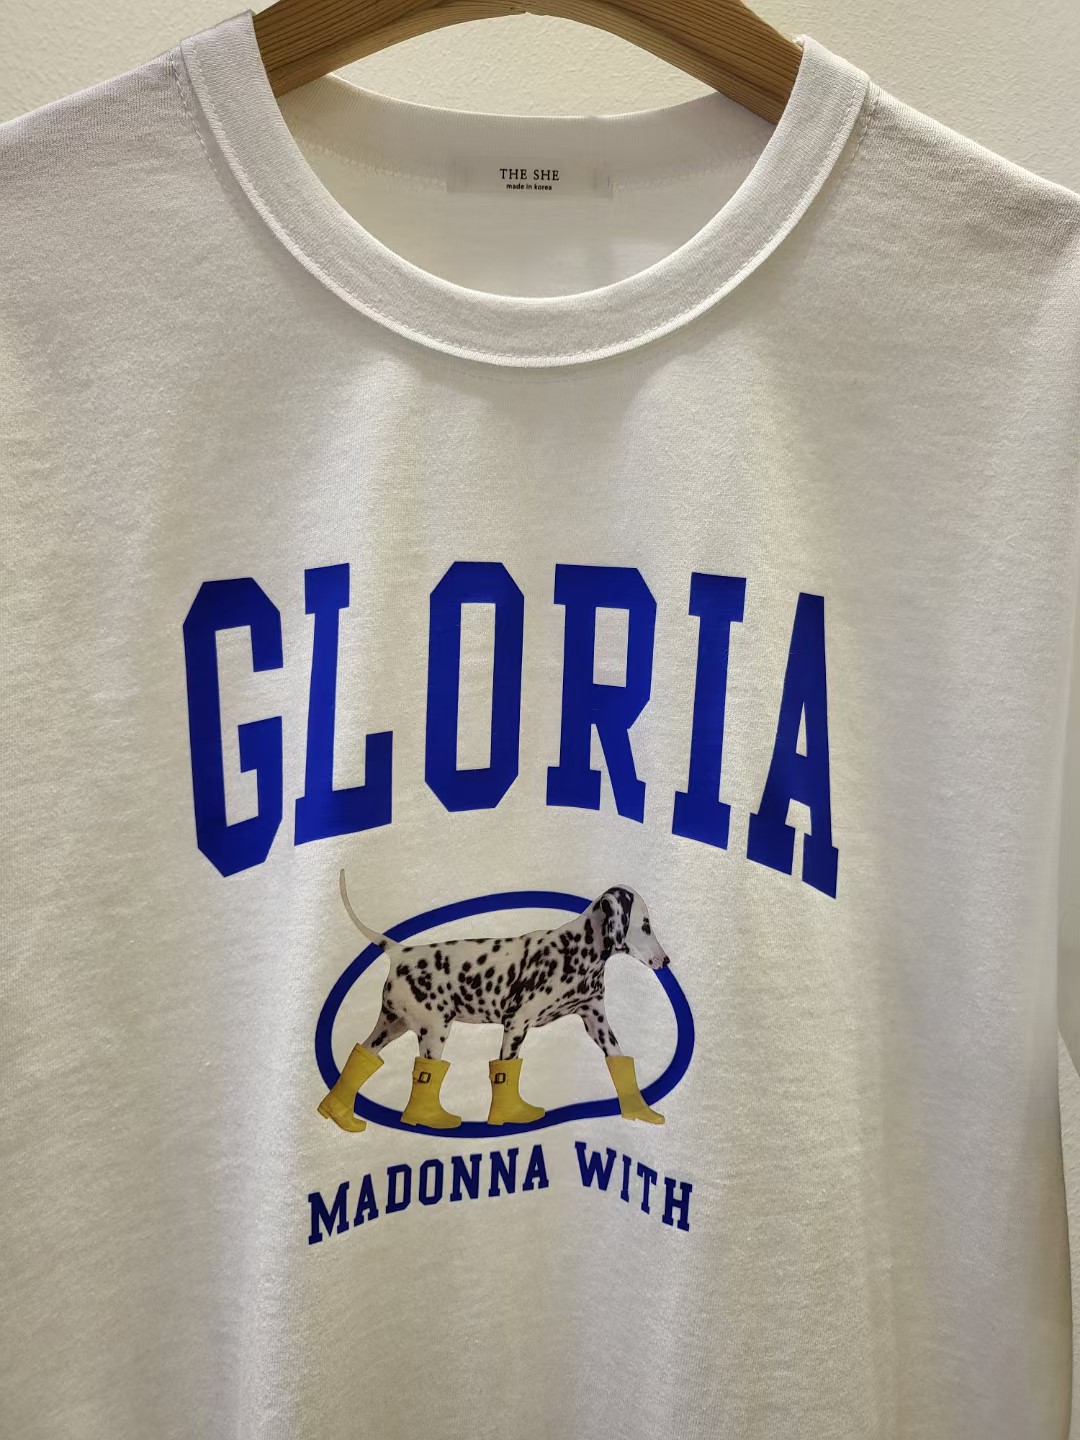 THE SHE
made in korea
GLORIA
MADONNA WITH